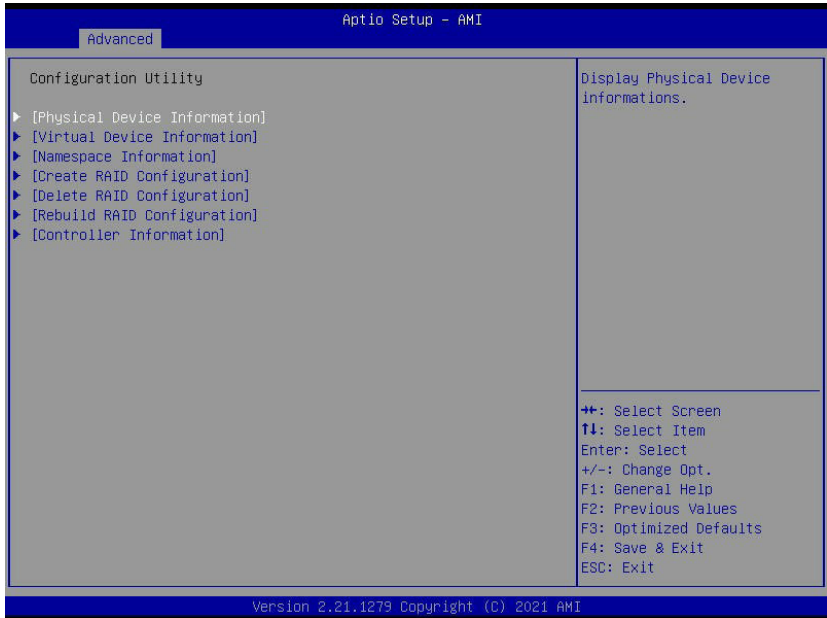 Aptio Setup – AMI
Advanced
Configuration Utility
▶ [Physical Device Information]
▶ [Virtual Device Information]
▶ [Namespace Information]
▶ [Create RAID Configuration]
▶ [Delete RAID Configuration]
▶ [Rebuild RAID Configuration]
▶ [Controller Information]
Display Physical Device
informations.
→←: Select Screen
↑↓: Select Item
Enter: Select
+/-: Change Opt.
F1: General Help
F2: Previous Values
F3: Optimized Defaults
F4: Save & Exit
ESC: Exit
Version 2.21.1279 Copyright (C) 2021 AMI